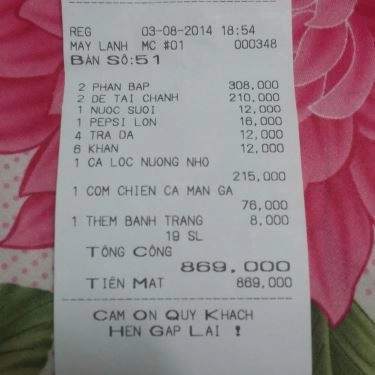 REG 03-08-2014 18:54
MAY LANH MC #01 000348
BÀN SỐ:51
2 PHAN BAP 308,000
2 DE TAI CHANH 210,000
1 NUOC SUOI 12,000
1 PEPSI LON 16,000
4 TRA DA 12,000
6 KHAN 12,000
1 CA LOC NUONG NHO
215,000
1 COM CHIEN CA MAN GA
76,000
1 THEM BANH TRANG 8,000
19 SL
TỔNG CỘNG
869,000
TIỀN MẶT 869,000
CAM ON QUY KHACH
HEN GAP LAI !